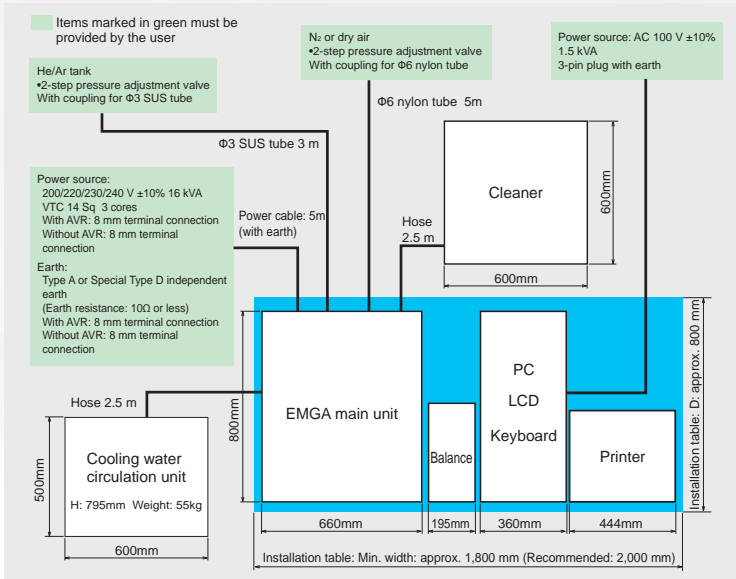 Items marked in green must be
provided by the user
He/Ar tank
•2-step pressure adjustment valve
With coupling for Φ3 SUS tube
N₂ or dry air
•2-step pressure adjustment valve
With coupling for Φ6 nylon tube
Power source: AC 100 V ±10%
1.5 kVA
3-pin plug with earth
Φ6 nylon tube 5m
Φ3 SUS tube 3 m
Power source:
200/220/230/240 V ±10% 16 kVA
VTC 14 Sq 3 cores
With AVR: 8 mm terminal connection
Without AVR: 8 mm terminal
connection
Earth:
Type A or Special Type D independent
earth
(Earth resistance: 10Ω or less)
With AVR: 8 mm terminal connection
Without AVR: 8 mm terminal
connection
Power cable: 5m
(with earth)
Hose
2.5 m
Cleaner
600mm
600mm
Hose 2.5 m
Cooling water
circulation unit
H: 795mm Weight: 55kg
500mm
600mm
EMGA main unit
800mm
660mm
Balance
195mm
PC
LCD
Keyboard
360mm
Printer
444mm
Installation table: D: approx. 800 mm
Installation table: Min. width: approx. 1,800 mm (Recommended: 2,000 mm)